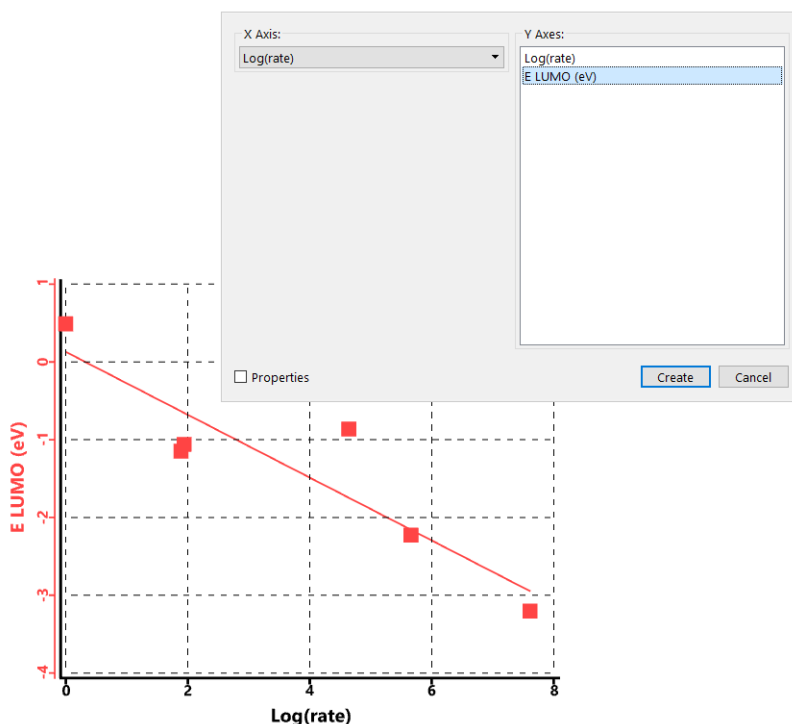 X Axis:
Log(rate)
Y Axes:
Log(rate)
E LUMO (eV)
Properties
Create
Cancel
1
0
-1
-2
-3
-4
E LUMO (eV)
0 2 4 6 8
Log(rate)